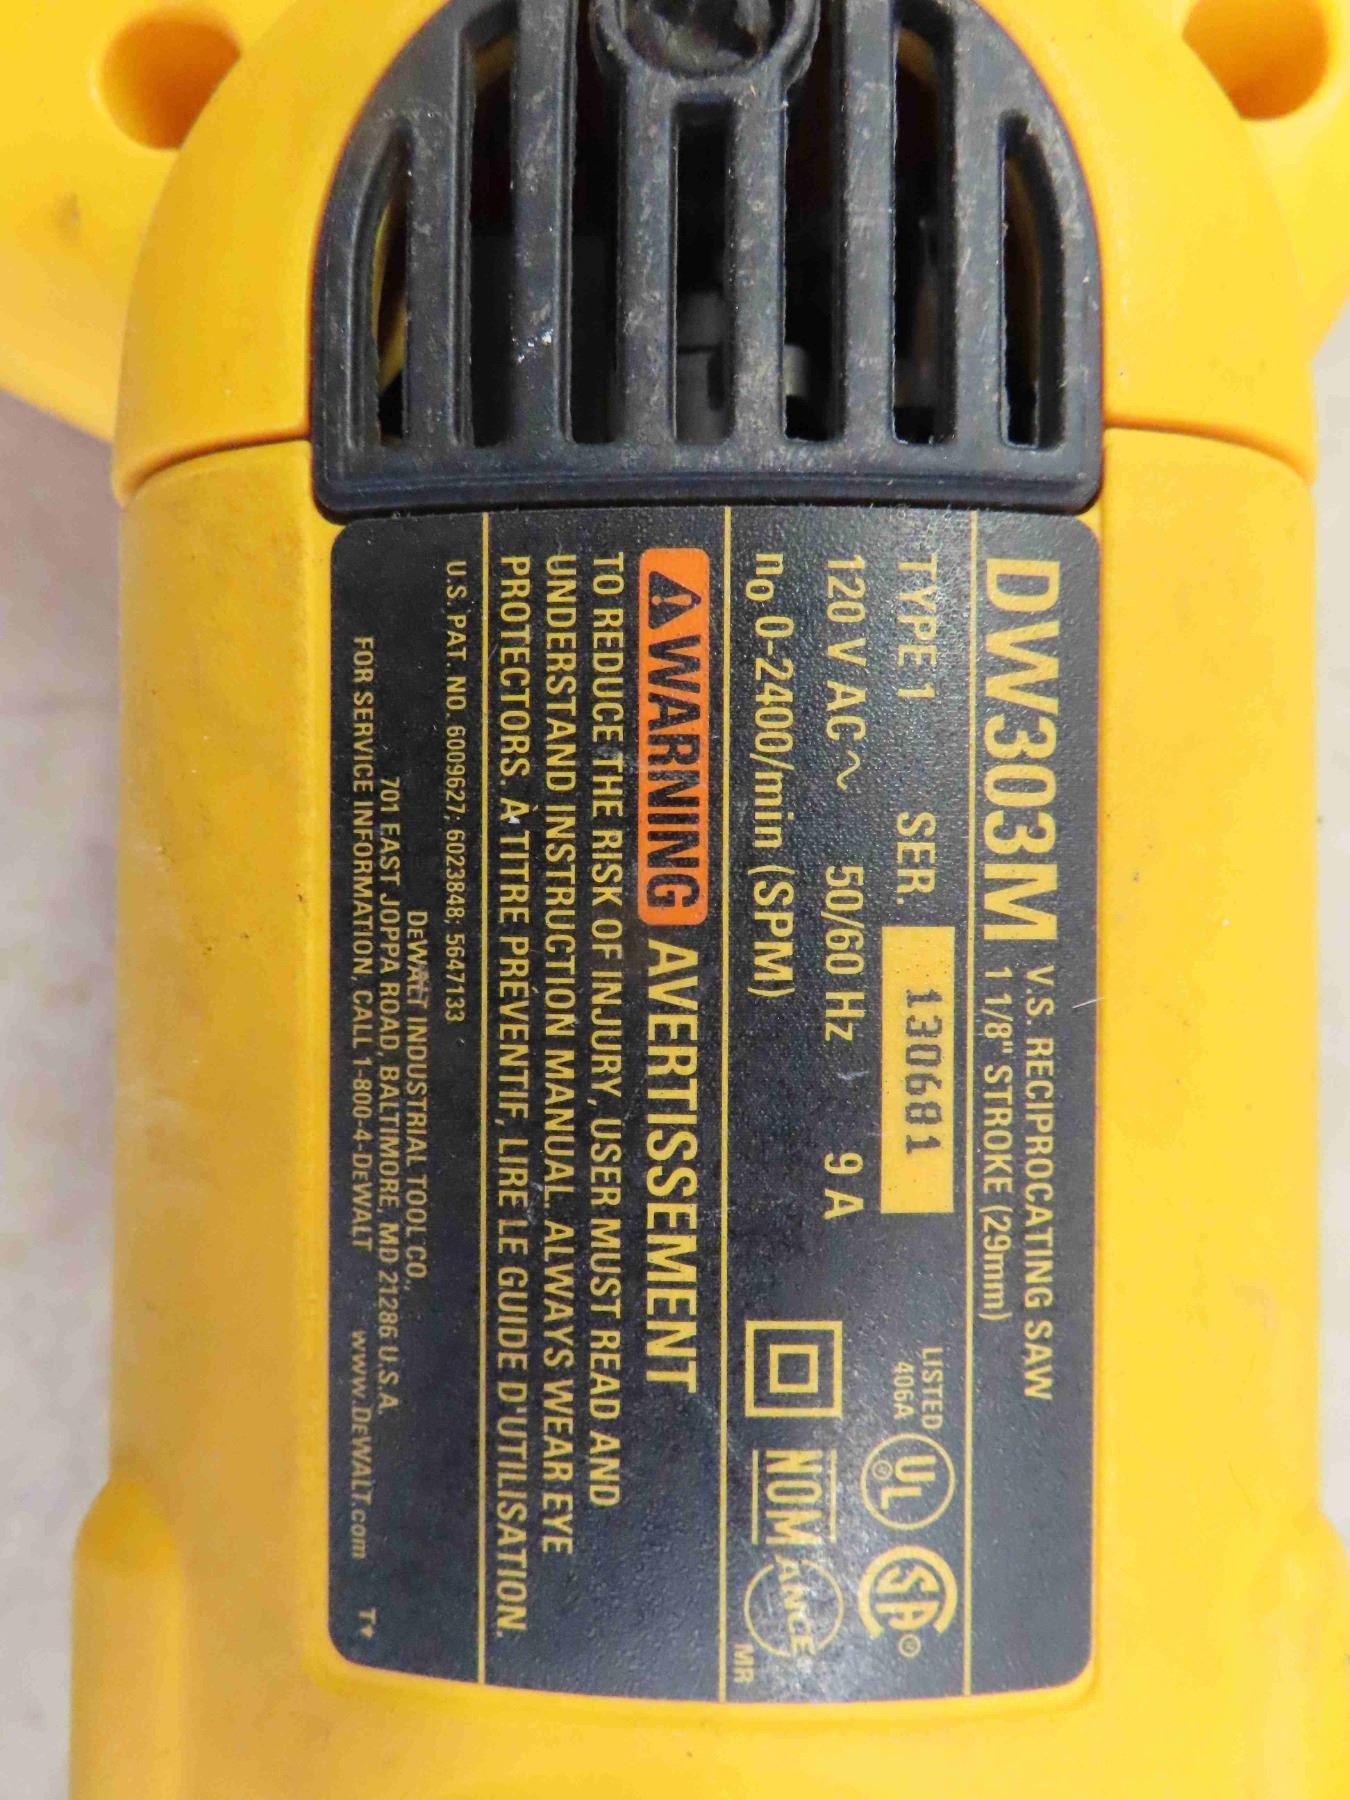 DW303M V.S. RECIPROCATING SAW
1 1/8" STROKE (29mm)
TYPE 1 SER. 130681
120 V AC ~ 50/60 Hz 9 A
n0 0-2400/min (SPM)
LISTED
406A
UL ®
SA ®
NOM
ANCE
MR
⚠WARNING AVERTISSEMENT
TO REDUCE THE RISK OF INJURY, USER MUST READ AND
UNDERSTAND INSTRUCTION MANUAL. ALWAYS WEAR EYE
PROTECTORS. À TITRE PRÉVENTIF, LIRE LE GUIDE D'UTILISATION.
U.S. PAT. NO. 6009627; 6023848; 5647133
DEWALT INDUSTRIAL TOOL CO.,
701 EAST JOPPA ROAD, BALTIMORE, MD 21286 U.S.A.
FOR SERVICE INFORMATION, CALL 1-800-4-DEWALT www.DEWALT.com